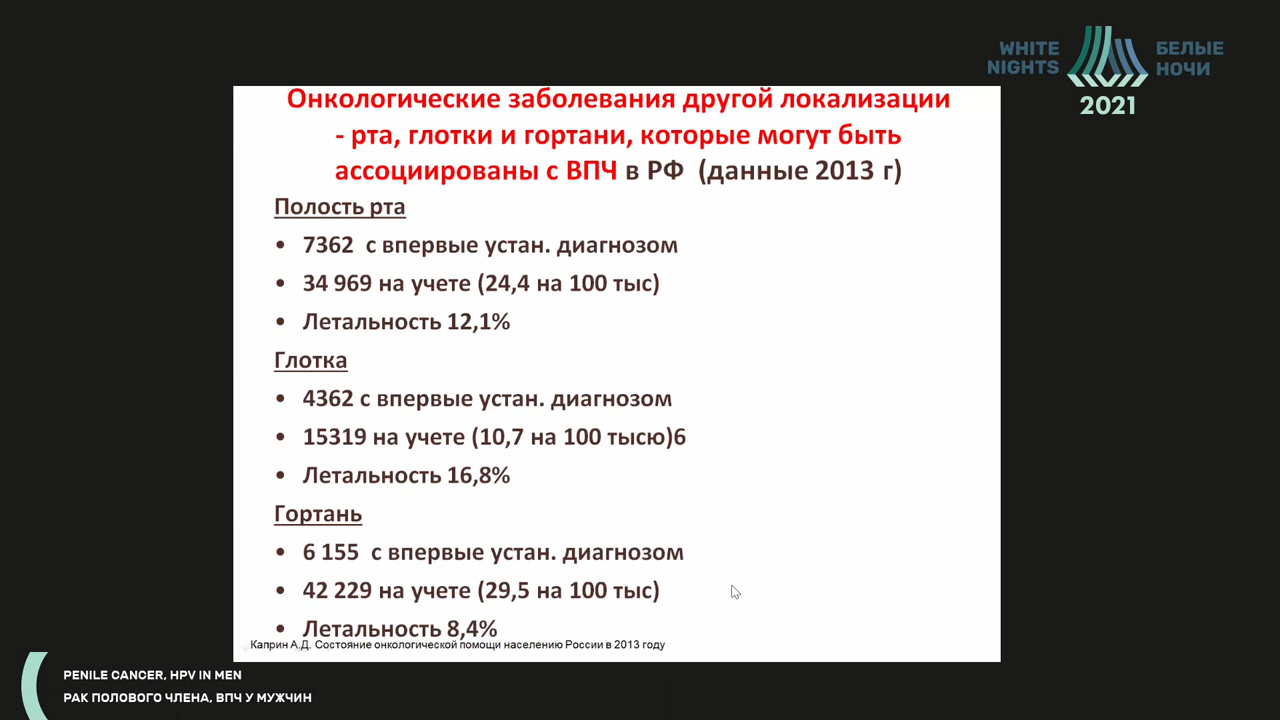 WHITE
NIGHTS
БЕЛЫЕ
НОЧИ
2021
Онкологические заболевания другой локализации
- рта, глотки и гортани, которые могут быть
ассоциированы с ВПЧ в РФ (данные 2013 г)
Полость рта
• 7362 с впервые устан. диагнозом
• 34 969 на учете (24,4 на 100 тыс)
• Летальность 12,1%
Глотка
• 4362 с впервые устан. диагнозом
• 15319 на учете (10,7 на 100 тысю)6
• Летальность 16,8%
Гортань
• 6 155 с впервые устан. диагнозом
• 42 229 на учете (29,5 на 100 тыс)
• Летальность 8,4%
Каприн А.Д. Состояние онкологической помощи населению России в 2013 году
PENILE CANCER, HPV IN MEN
РАК ПОЛОВОГО ЧЛЕНА, ВПЧ У МУЖЧИН